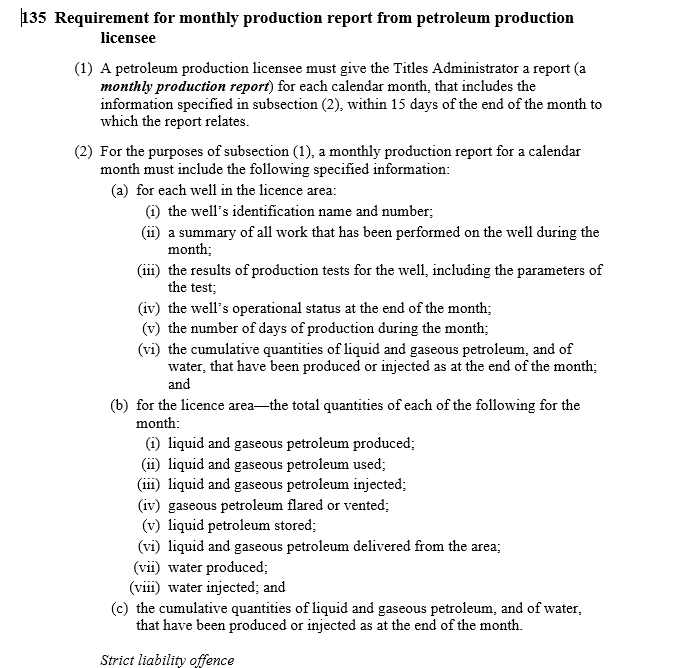 135 Requirement for monthly production report from petroleum production
licensee
(1) A petroleum production licensee must give the Titles Administrator a report (a
monthly production report) for each calendar month, that includes the
information specified in subsection (2), within 15 days of the end of the month to
which the report relates.
(2) For the purposes of subsection (1), a monthly production report for a calendar
month must include the following specified information:
(a) for each well in the licence area:
(i) the well's identification name and number;
(ii) a summary of all work that has been performed on the well during the
month;
(iii) the results of production tests for the well, including the parameters of
the test;
(iv) the well's operational status at the end of the month;
(v) the number of days of production during the month;
(vi) the cumulative quantities of liquid and gaseous petroleum, and of
water, that have been produced or injected as at the end of the month;
and
(b) for the licence area—the total quantities of each of the following for the
month:
(i) liquid and gaseous petroleum produced;
(ii) liquid and gaseous petroleum used;
(iii) liquid and gaseous petroleum injected;
(iv) gaseous petroleum flared or vented;
(v) liquid petroleum stored;
(vi) liquid and gaseous petroleum delivered from the area;
(vii) water produced;
(viii) water injected; and
(c) the cumulative quantities of liquid and gaseous petroleum, and of water,
that have been produced or injected as at the end of the month.
Strict liability offence